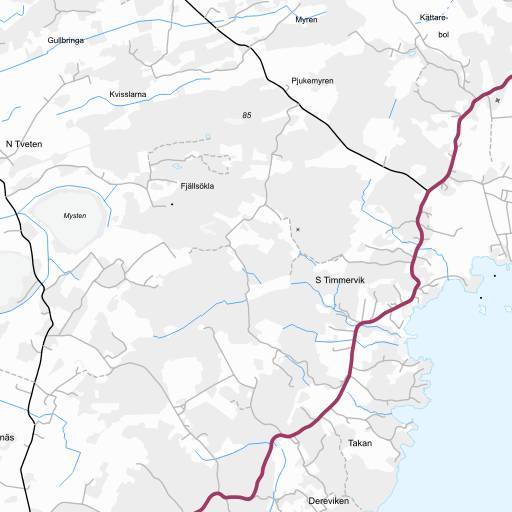 Myren
Kättare-
bol
Gullbringa
Pjukemyren
Kvisslarna
85
N Tveten
Fjällsökla
Mysten
S Timmervik
näs
Takan
Dereviken